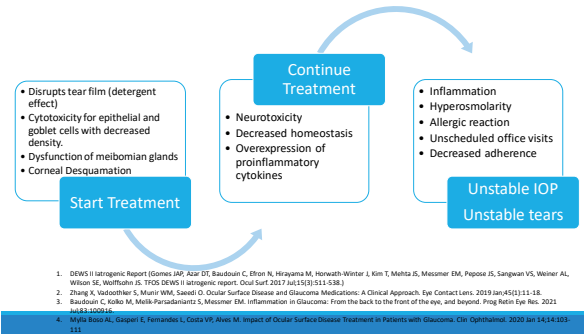 • Disrupts tear film (detergent
effect)
• Cytotoxicity for epithelial and
goblet cells with decreased
density.
• Dysfunction of meibomian glands
• Corneal Desquamation
Start Treatment
Continue
Treatment
• Neurotoxicity
• Decreased homeostasis
• Overexpression of
proinflammatory
cytokines
• Inflammation
• Hyperosmolarity
• Allergic reaction
• Unscheduled office visits
• Decreased adherence
Unstable IOP
Unstable tears
1. DEWS II Iatrogenic Report (Gomes JAP, Azar DT, Baudouin C, Efron N, Hirayama M, Horwath-Winter J, Kim T, Mehta JS, Messmer EM, Pepose JS, Sangwan VS, Weiner AL,
Wilson SE, Wolffsohn JS. TFOS DEWS II iatrogenic report. Ocul Surf. 2017 Jul;15(3):511-538.)
2. Zhang X, Vadoothker S, Munir WM, Saeedi O. Ocular Surface Disease and Glaucoma Medications: A Clinical Approach. Eye Contact Lens. 2019 Jan;45(1):11-18.
3. Baudouin C, Kolko M, Melik-Parsadaniantz S, Messmer EM. Inflammation in Glaucoma: From the back to the front of the eye, and beyond. Prog Retin Eye Res. 2021
Jul;83:100916.
4. Mylla Boso AL, Gasperi E, Fernandes L, Costa VP, Alves M. Impact of Ocular Surface Disease Treatment in Patients with Glaucoma. Clin Ophthalmol. 2020 Jan 14;14:103-
111